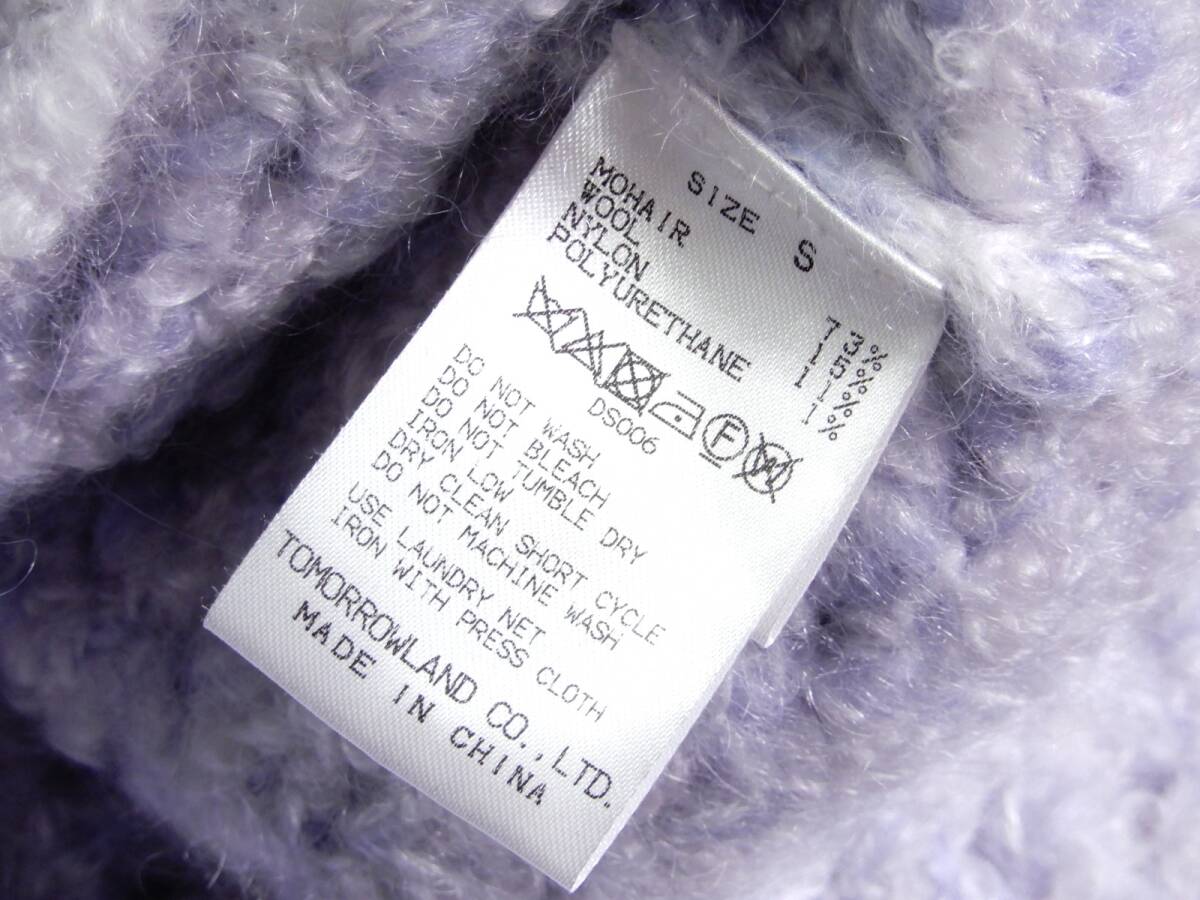 SIZE S
MOHAIR 73%
WOOL 15%
NYLON 11%
POLYURETHANE 1%
F W
DS006
DO NOT WASH
DO NOT BLEACH
DO NOT TUMBLE DRY
IRON LOW
DRY CLEAN SHORT CYCLE
DO NOT MACHINE WASH
USE LAUNDRY NET
IRON WITH PRESS CLOTH
TOMORROWLAND CO.,LTD.
MADE IN CHINA